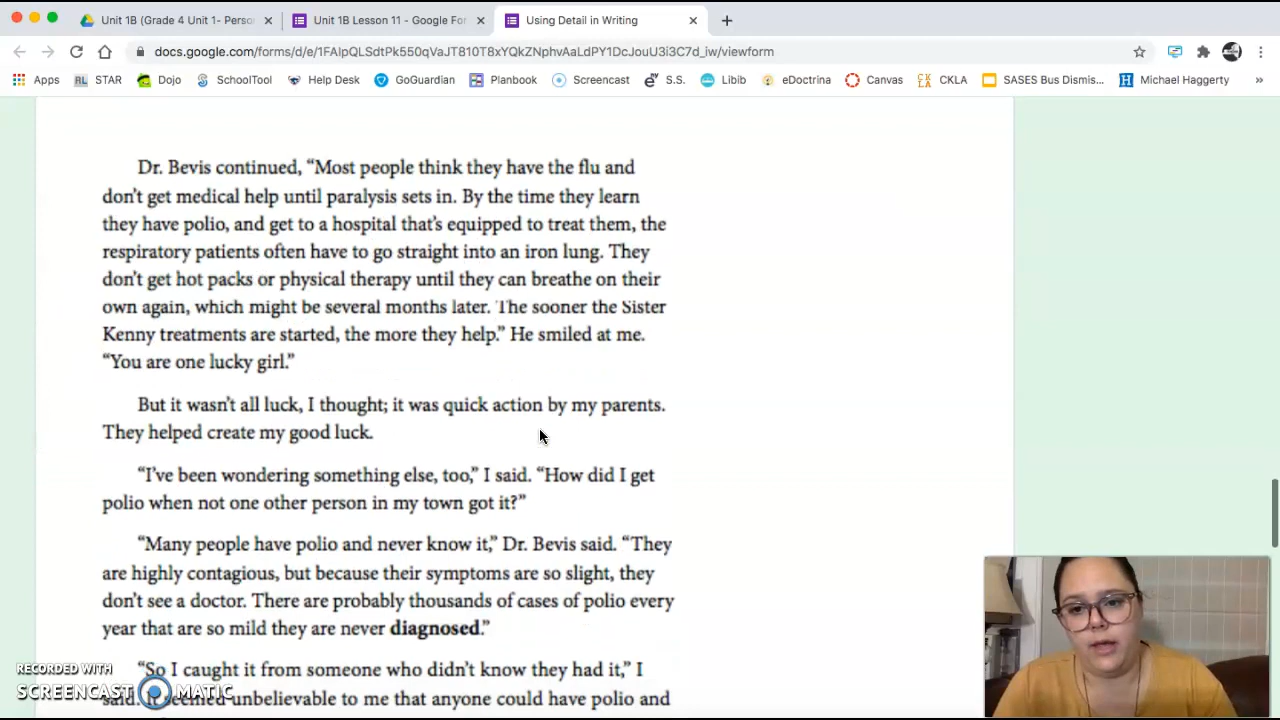 Unit 1B (Grade 4 Unit 1- Perso
Unit 1B Lesson 11 - Google For
Using Detail in Writing
docs.google.com/forms/d/e/1FAIpQLSdtPk550qVaJT810T8xYQkZNphvAaLdPY1DcJouU3i3C7d_iw/viewform
Apps
STAR
Dojo
SchoolTool
Help Desk
GoGuardian
Planbook
Screencast
S.S.
Libib
eDoctrina
Canvas
CKLA
SASES Bus Dismis...
Michael Haggerty
Dr. Bevis continued, “Most people think they have the flu and
don’t get medical help until paralysis sets in. By the time they learn
they have polio, and get to a hospital that’s equipped to treat them, the
respiratory patients often have to go straight into an iron lung. They
don’t get hot packs or physical therapy until they can breathe on their
own again, which might be several months later. The sooner the Sister
Kenny treatments are started, the more they help.” He smiled at me.
“You are one lucky girl.”
But it wasn’t all luck, I thought; it was quick action by my parents.
They helped create my good luck.
“I’ve been wondering something else, too,” I said. “How did I get
polio when not one other person in my town got it?”
“Many people have polio and never know it,” Dr. Bevis said. “They
are highly contagious, but because their symptoms are so slight, they
don’t see a doctor. There are probably thousands of cases of polio every
year that are so mild they are never diagnosed.”
“So I caught it from someone who didn’t know they had it,” I
said. It seemed unbelievable to me that anyone could have polio and
RECORDED WITH
SCREENCAST MATIC